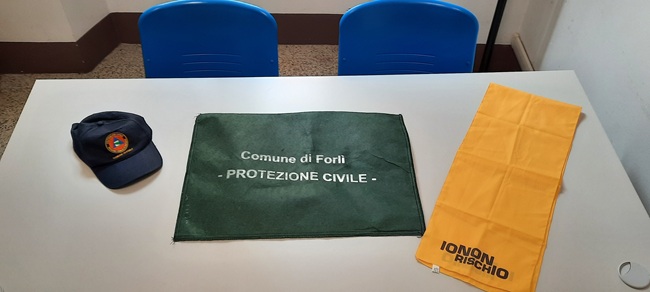 Comune di Forlì
- PROTEZIONE CIVILE -
IONON
RISCHIO